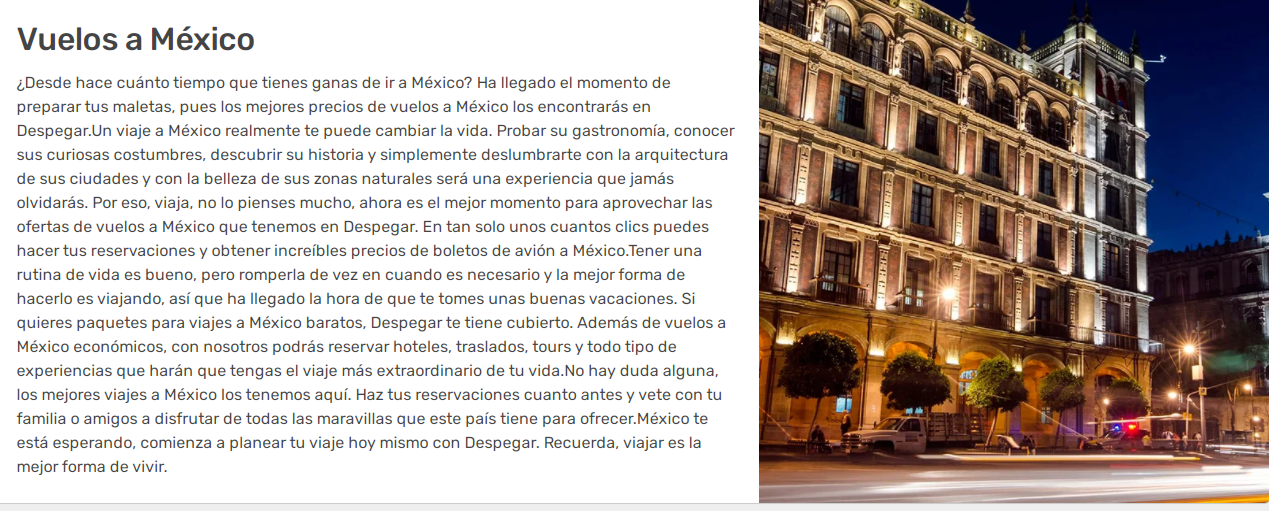 Vuelos a México
¿Desde hace cuánto tiempo que tienes ganas de ir a México? Ha llegado el momento de
preparar tus maletas, pues los mejores precios de vuelos a México los encontrarás en
Despegar.Un viaje a México realmente te puede cambiar la vida. Probar su gastronomía, conocer
sus curiosas costumbres, descubrir su historia y simplemente deslumbrarte con la arquitectura
de sus ciudades y con la belleza de sus zonas naturales será una experiencia que jamás
olvidarás. Por eso, viaja, no lo pienses mucho, ahora es el mejor momento para aprovechar las
ofertas de vuelos a México que tenemos en Despegar. En tan solo unos cuantos clics puedes
hacer tus reservaciones y obtener increíbles precios de boletos de avión a México.Tener una
rutina de vida es bueno, pero romperla de vez en cuando es necesario y la mejor forma de
hacerlo es viajando, así que ha llegado la hora de que te tomes unas buenas vacaciones. Si
quieres paquetes para viajes a México baratos, Despegar te tiene cubierto. Además de vuelos a
México económicos, con nosotros podrás reservar hoteles, traslados, tours y todo tipo de
experiencias que harán que tengas el viaje más extraordinario de tu vida.No hay duda alguna,
los mejores viajes a México los tenemos aquí. Haz tus reservaciones cuanto antes y vete con tu
familia o amigos a disfrutar de todas las maravillas que este país tiene para ofrecer.México te
está esperando, comienza a planear tu viaje hoy mismo con Despegar. Recuerda, viajar es la
mejor forma de vivir.